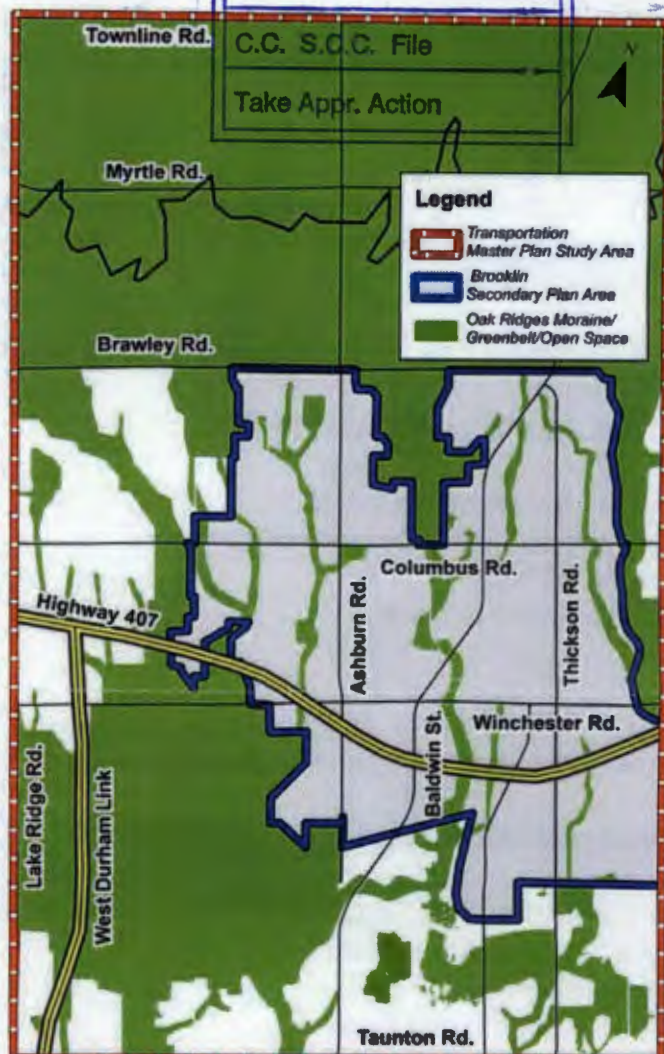 Townline Rd.
C.C. S.C.C. File
Take Appr. Action
N
Myrtle Rd.
Legend
Transportation
Master Plan Study Area
Brooklin
Secondary Plan Area
Oak Ridges Moraine/
Greenbelt/Open Space
Brawley Rd.
Columbus Rd.
Highway 407
Ashburn Rd.
Thickson Rd.
Winchester Rd.
Baldwin St.
Lake Ridge Rd.
West Durham Link
Taunton Rd.